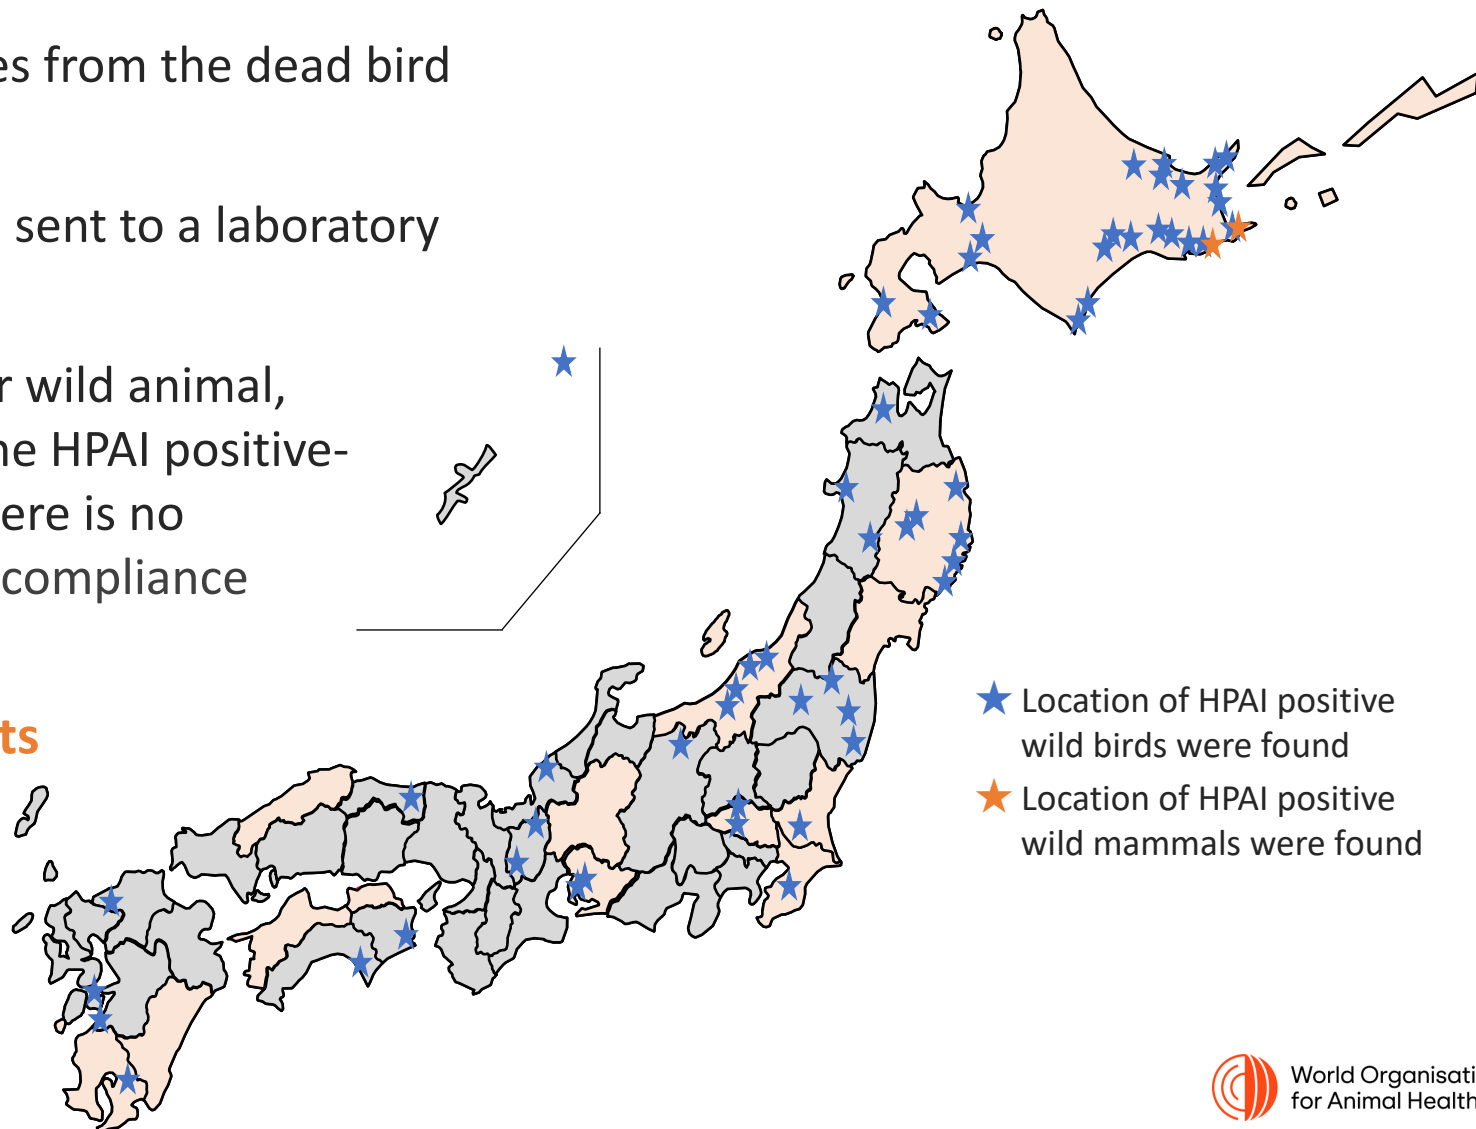 es from the dead bird
sent to a laboratory
r wild animal,
ne HPAI positive-
ere is no
compliance
ts
Location of HPAI positive
wild birds were found
Location of HPAI positive
wild mammals were found
World Organisati
for Animal Health